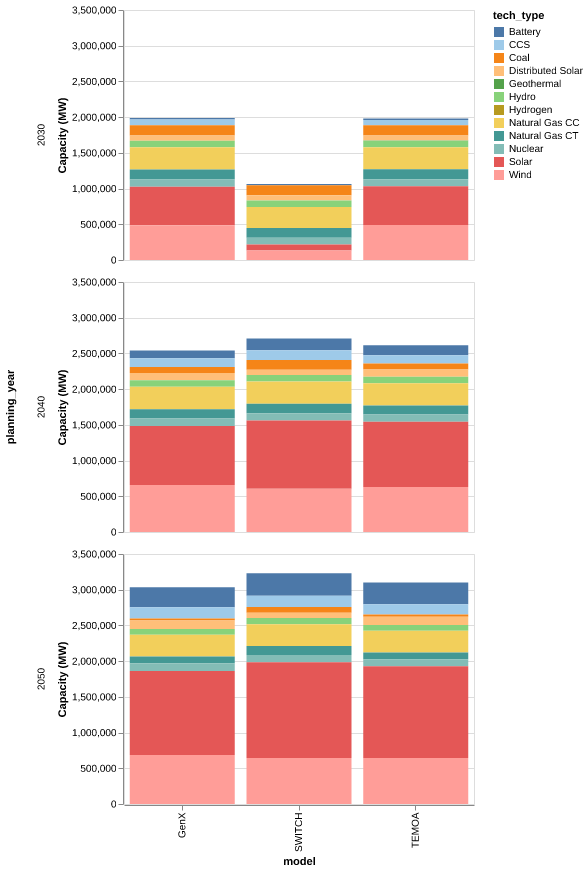 tech_type
Battery
CCS
Coal
Distributed Solar
Geothermal
Hydro
Hydrogen
Natural Gas CC
Natural Gas CT
Nuclear
Solar
Wind
planning_year
2030
Capacity (MW)
3,500,000
3,000,000
2,500,000
2,000,000
1,500,000
1,000,000
500,000
0
2040
Capacity (MW)
3,500,000
3,000,000
2,500,000
2,000,000
1,500,000
1,000,000
500,000
0
2050
Capacity (MW)
3,500,000
3,000,000
2,500,000
2,000,000
1,500,000
1,000,000
500,000
0
GenX
SWITCH
TEMOA
model